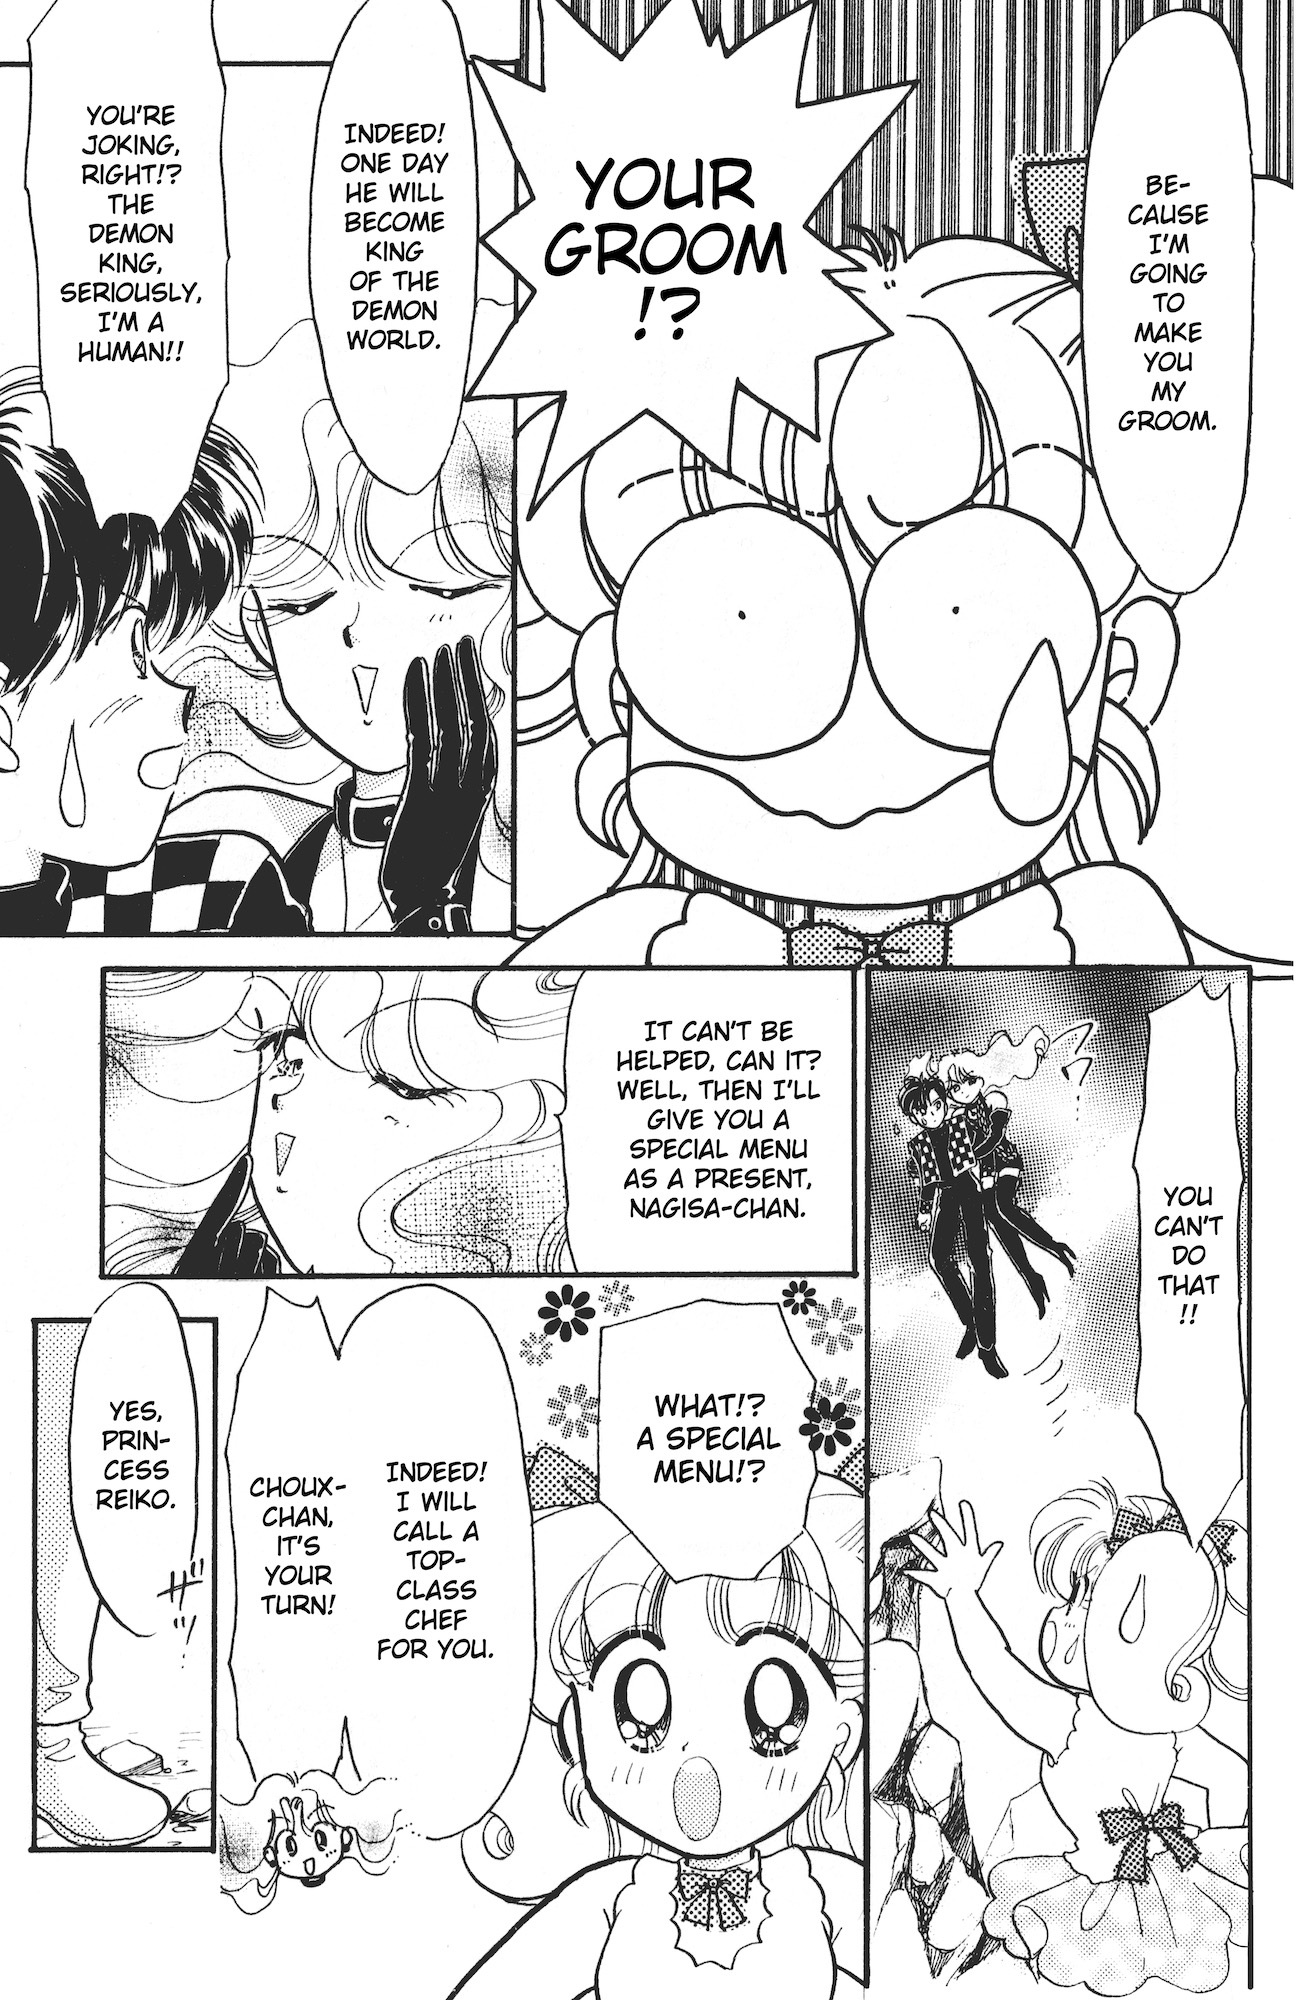 BE-
CAUSE
I'M
GOING
TO
MAKE
YOU
MY
GROOM.
YOUR
GROOM
!?
INDEED!
ONE DAY
HE WILL
BECOME
KING
OF THE
DEMON
WORLD.
YOU'RE
JOKING,
RIGHT!?
THE
DEMON
KING,
SERIOUSLY,
I'M A
HUMAN!!
YOU
CAN'T
DO
THAT
!!
IT CAN'T BE
HELPED, CAN IT?
WELL, THEN I'LL
GIVE YOU A
SPECIAL MENU
AS A PRESENT,
NAGISA-CHAN.
WHAT!?
A SPECIAL
MENU!?
INDEED!
I WILL
CALL A
TOP-
CLASS
CHEF
FOR YOU.
CHOUX-
CHAN,
IT'S
YOUR
TURN!
YES,
PRIN-
CESS
REIKO.